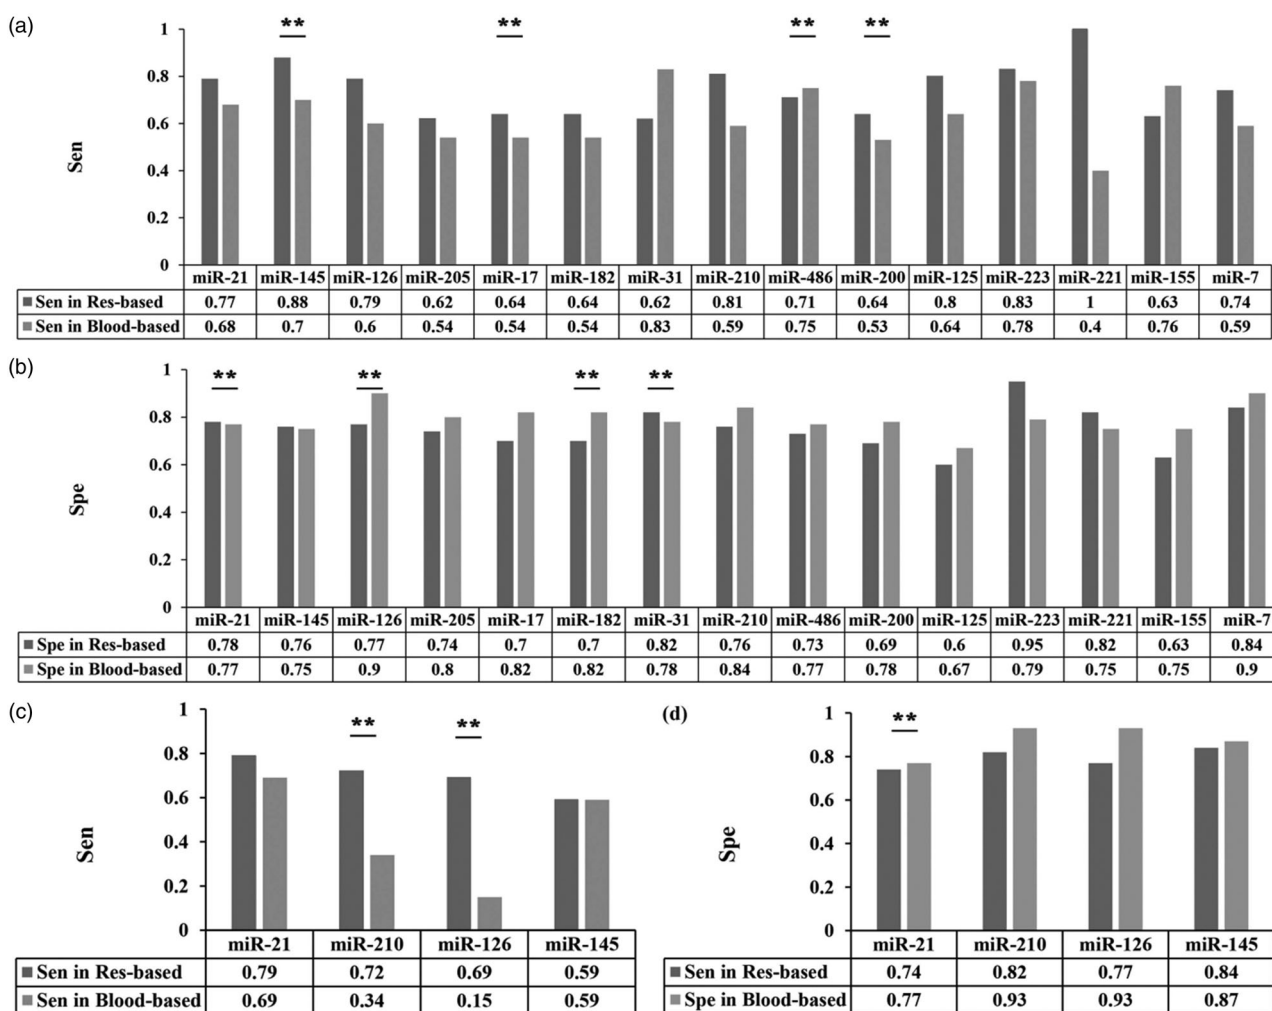 (a)
** ** ** **
1
0.8
0.6
0.4
0.2
0
Sen
miR-21 miR-145 miR-126 miR-205 miR-17 miR-182 miR-31 miR-210 miR-486 miR-200 miR-125 miR-223 miR-221 miR-155 miR-7
Sen in Res-based 0.77 0.88 0.79 0.62 0.64 0.64 0.62 0.81 0.71 0.64 0.8 0.83 1 0.63 0.74
Sen in Blood-based 0.68 0.7 0.6 0.54 0.54 0.54 0.83 0.59 0.75 0.53 0.64 0.78 0.4 0.76 0.59
(b)
** ** ** **
1
0.8
0.6
0.4
0.2
0
Spe
miR-21 miR-145 miR-126 miR-205 miR-17 miR-182 miR-31 miR-210 miR-486 miR-200 miR-125 miR-223 miR-221 miR-155 miR-7
Spe in Res-based 0.78 0.76 0.77 0.74 0.7 0.7 0.82 0.76 0.73 0.69 0.6 0.95 0.82 0.63 0.84
Spe in Blood-based 0.77 0.75 0.9 0.8 0.82 0.82 0.78 0.84 0.77 0.78 0.67 0.79 0.75 0.75 0.9
(c)
** **
1
0.8
0.6
0.4
0.2
0
Sen
miR-21 miR-210 miR-126 miR-145
Sen in Res-based 0.79 0.72 0.69 0.59
Sen in Blood-based 0.69 0.34 0.15 0.59
(d)
**
1
0.8
0.6
0.4
0.2
0
Spe
miR-21 miR-210 miR-126 miR-145
Sen in Res-based 0.74 0.82 0.77 0.84
Spe in Blood-based 0.77 0.93 0.93 0.87